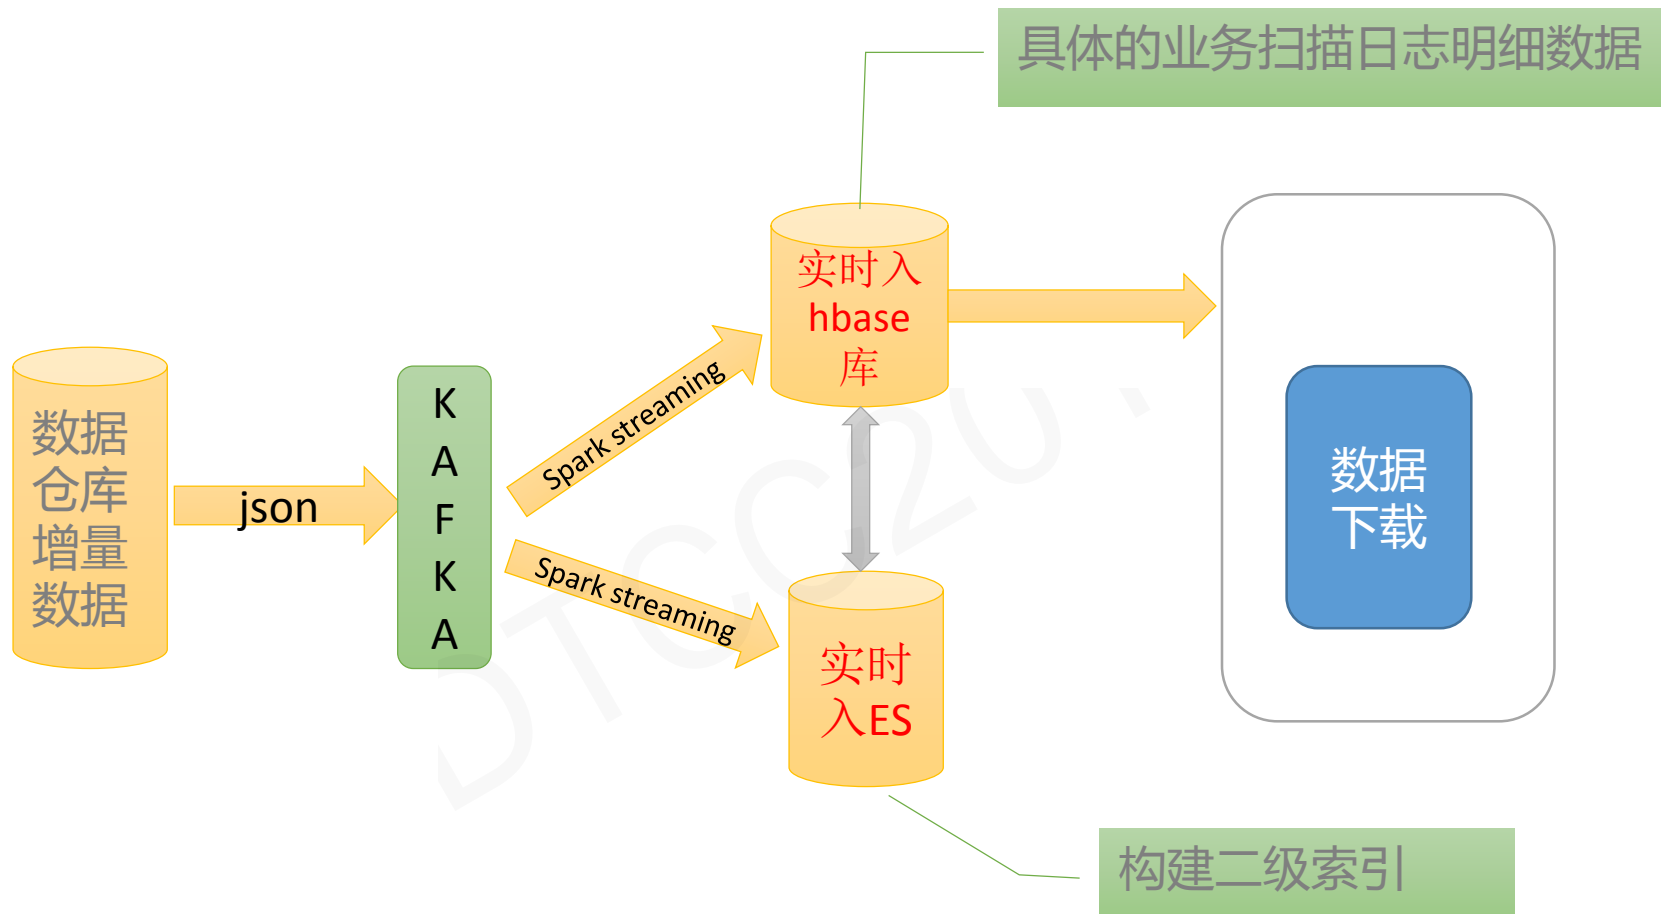 具体的业务扫描日志明细数据
实时入
hbase
库
数据
仓库
增量
数据
json
K
A
F
K
A
Spark streaming
Spark streaming
实时
入ES
数据
下载
构建二级索引